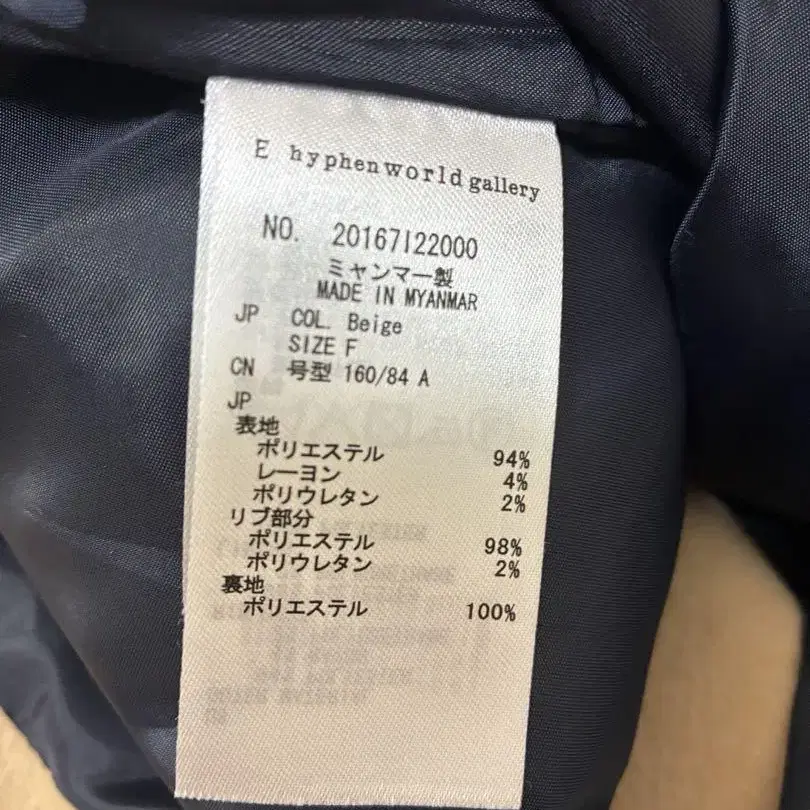 E hyphen world gallery
NO. 20167122000
ミャンマー製
MADE IN MYANMAR
JP COL. Beige
SIZE F
CN 号型 160/84 A
JP
表地
ポリエステル 94%
レーヨン 4%
ポリウレタン 2%
リブ部分
ポリエステル 98%
ポリウレタン 2%
裏地
ポリエステル 100%